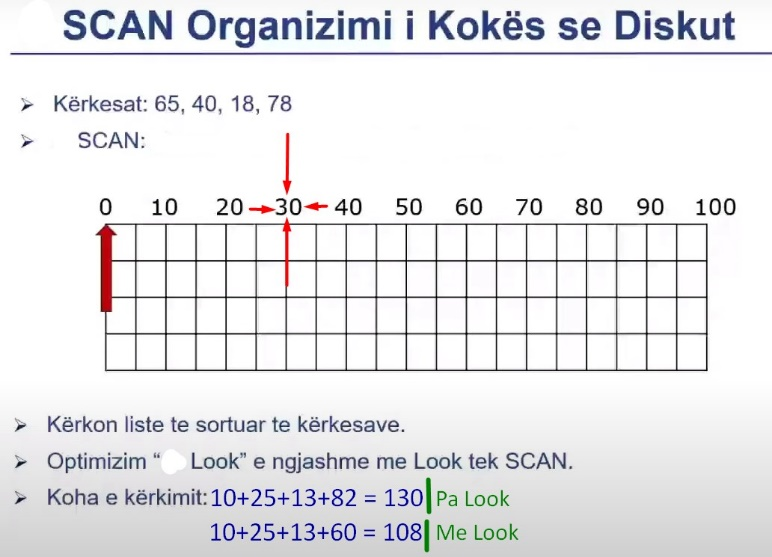 SCAN Organizimi i Kokës se Diskut
Kërkesat: 65, 40, 18, 78
SCAN:
0 10 20 30 40 50 60 70 80 90 100
Kërkon liste te sortuar te kërkesave.
Optimizim “ Look” e ngjashme me Look tek SCAN.
Koha e kërkimit: 10+25+13+82 = 130 Pa Look
10+25+13+60 = 108 Me Look